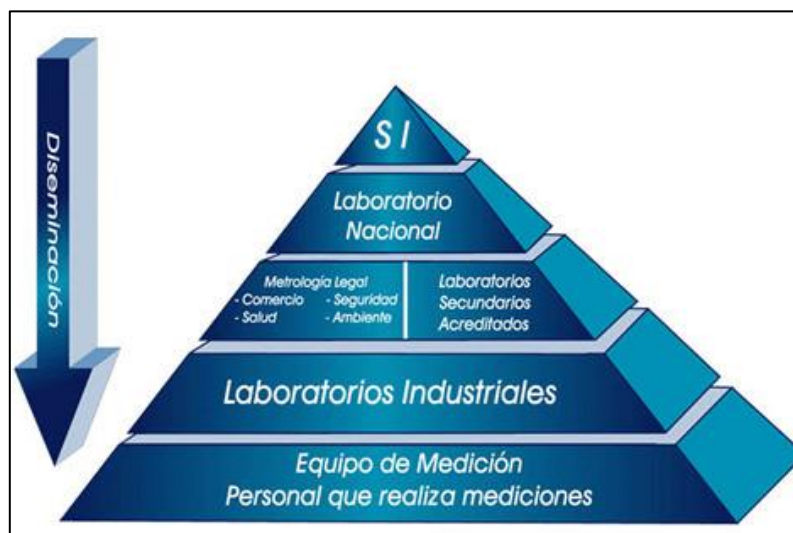 Diseminación
S I
Laboratorio
Nacional
Metrología Legal
- Comercio - Seguridad
- Salud - Ambiente
Laboratorios
Secundarios
Acreditados
Laboratorios Industriales
Equipo de Medición
Personal que realiza mediciones